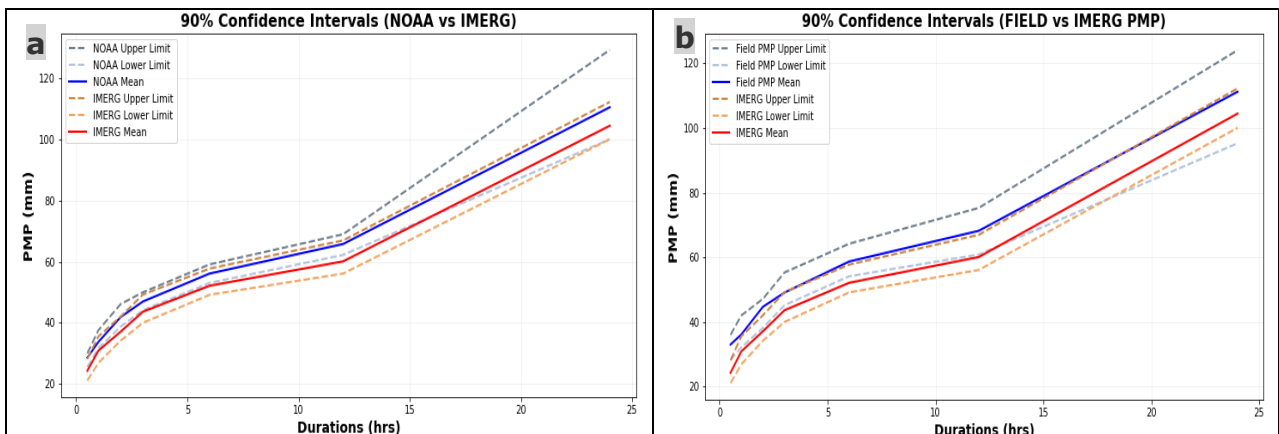 90% Confidence Intervals (NOAA vs IMERG)
a
NOAA Upper Limit
NOAA Lower Limit
NOAA Mean
IMERG Upper Limit
IMERG Lower Limit
IMERG Mean
PMP (mm)
120
100
80
60
40
20
0 5 10 15 20 25
Durations (hrs)
90% Confidence Intervals (FIELD vs IMERG PMP)
b
Field PMP Upper Limit
Field PMP Lower Limit
Field PMP Mean
IMERG Upper Limit
IMERG Lower Limit
IMERG Mean
PMP (mm)
120
100
80
60
40
20
0 5 10 15 20 25
Durations (hrs)